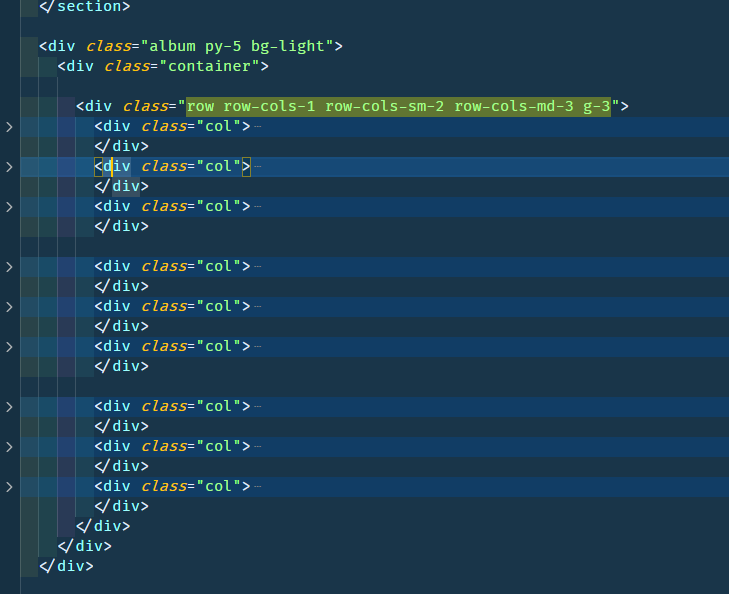 </section>
<div class="album py-5 bg-light">
<div class="container">
<div class="row row-cols-1 row-cols-sm-2 row-cols-md-3 g-3">
<div class="col"> ···
</div>
<div class="col"> ···
</div>
<div class="col"> ···
</div>
<div class="col"> ···
</div>
<div class="col"> ···
</div>
<div class="col"> ···
</div>
<div class="col"> ···
</div>
<div class="col"> ···
</div>
<div class="col"> ···
</div>
</div>
</div>
</div>